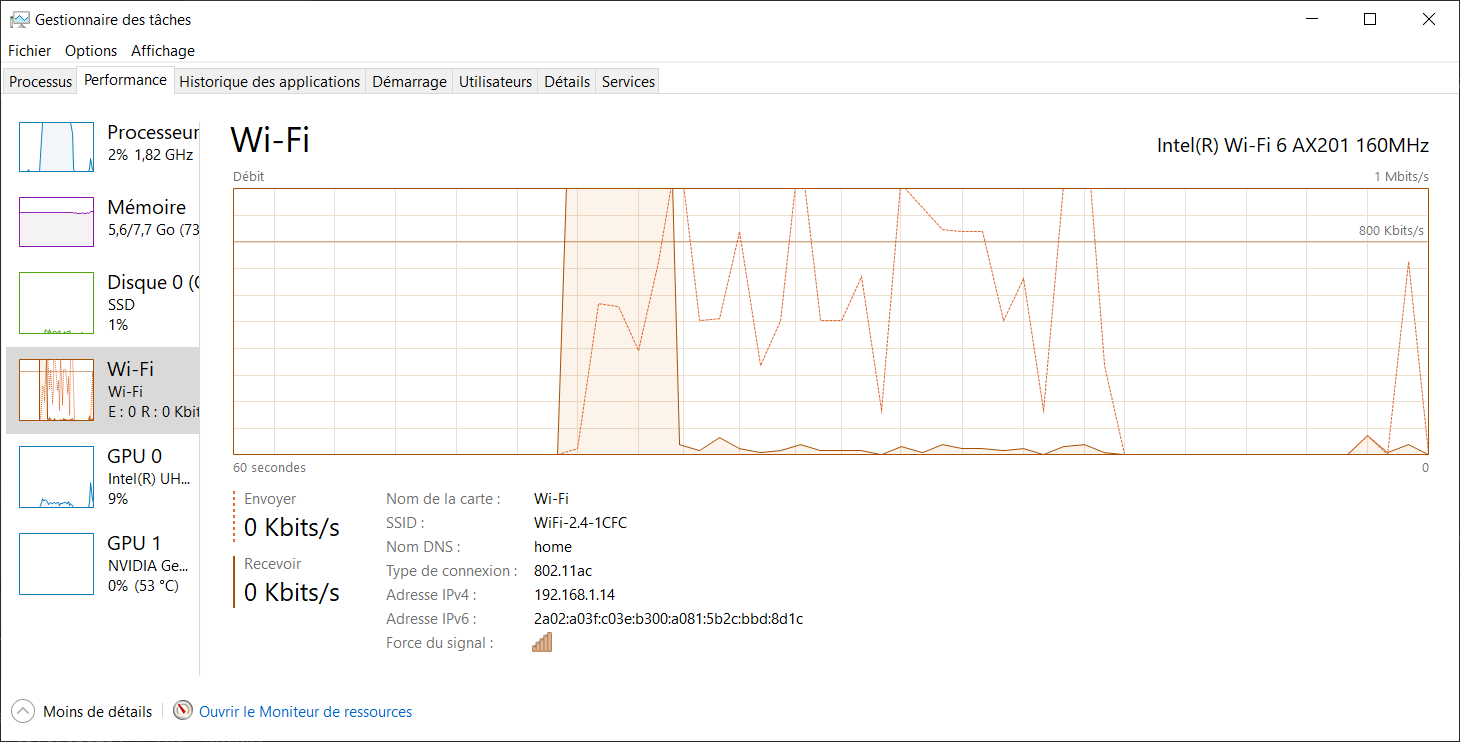 Gestionnaire des tâches
Fichier Options Affichage
Processus Performance Historique des applications Démarrage Utilisateurs Détails Services
Processeur
2% 1,82 GHz
Mémoire
5,6/7,7 Go (73
Disque 0 (C
SSD
1%
Wi-Fi
Wi-Fi
E : 0 R : 0 Kbit
GPU 0
Intel(R) UH...
9%
GPU 1
NVIDIA Ge...
0% (53 °C)
Wi-Fi
Intel(R) Wi-Fi 6 AX201 160MHz
Débit
1 Mbits/s
800 Kbits/s
60 secondes
0
Envoyer
0 Kbits/s
Recevoir
0 Kbits/s
Nom de la carte : Wi-Fi
SSID : WiFi-2.4-1CFC
Nom DNS : home
Type de connexion : 802.11ac
Adresse IPv4 : 192.168.1.14
Adresse IPv6 : 2a02:a03f:c03e:b300:a081:5b2c:bbd:8d1c
Force du signal :
Moins de détails
Ouvrir le Moniteur de ressources